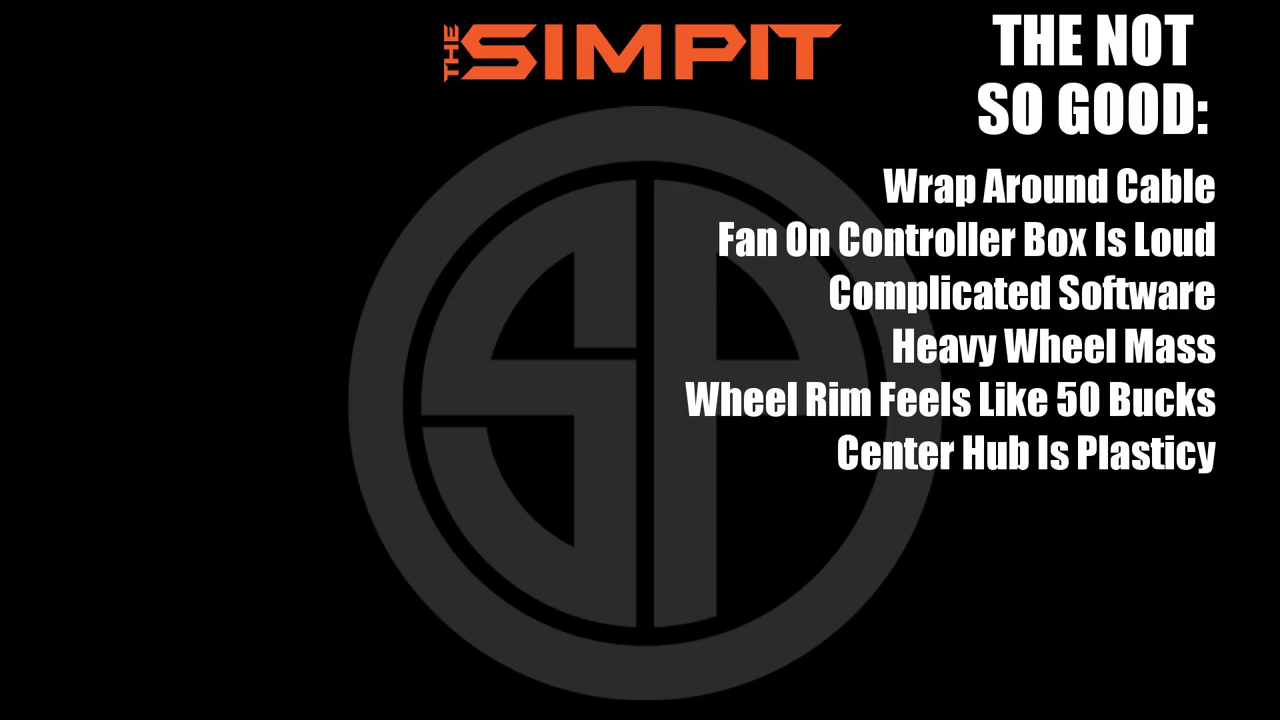 THE SIMPIT
THE NOT
SO GOOD:
Wrap Around Cable
Fan On Controller Box Is Loud
Complicated Software
Heavy Wheel Mass
Wheel Rim Feels Like 50 Bucks
Center Hub Is Plasticy
SP